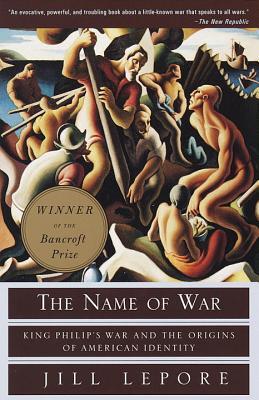 "An evocative, powerful, and troubling book about a little-known war that speaks to all wars."
—The New Republic
WINNER
OF THE
Bancroft
Prize
THE NAME OF WAR
KING PHILIP'S WAR AND THE ORIGINS
OF AMERICAN IDENTITY
JILL LEPORE